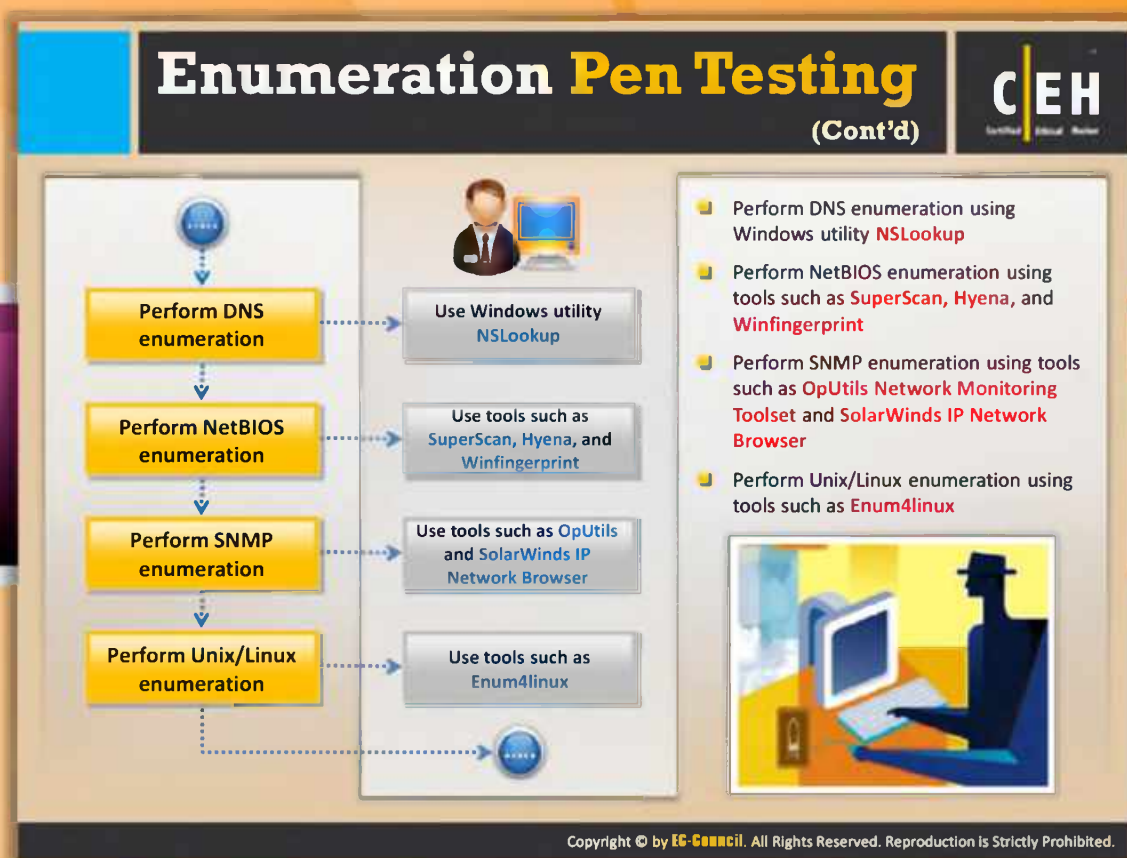 Enumeration Pen Testing
(Cont'd)
C|EH
Certified Ethical Hacker
Perform DNS
enumeration
Use Windows utility
NSLookup
Perform NetBIOS
enumeration
Use tools such as
SuperScan, Hyena, and
Winfingerprint
Perform SNMP
enumeration
Use tools such as OpUtils
and SolarWinds IP
Network Browser
Perform Unix/Linux
enumeration
Use tools such as
Enum4linux
Perform DNS enumeration using
Windows utility NSLookup
Perform NetBIOS enumeration using
tools such as SuperScan, Hyena, and
Winfingerprint
Perform SNMP enumeration using tools
such as OpUtils Network Monitoring
Toolset and SolarWinds IP Network
Browser
Perform Unix/Linux enumeration using
tools such as Enum4linux
Copyright © by EC-Council. All Rights Reserved. Reproduction is Strictly Prohibited.